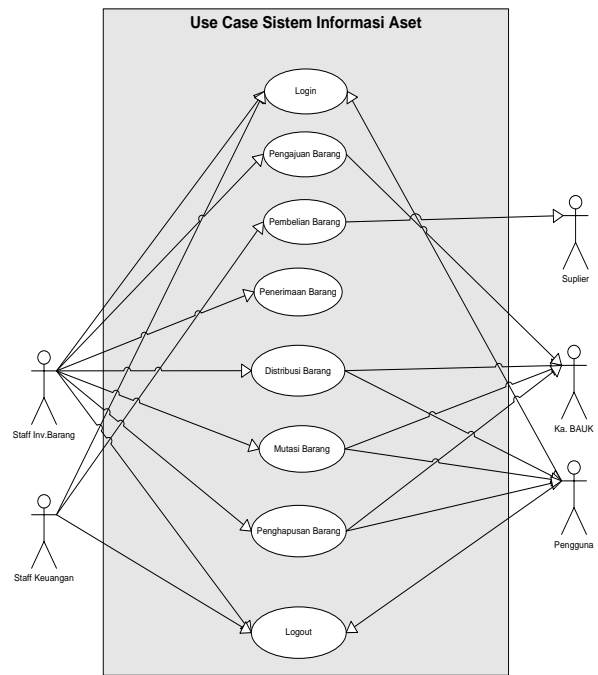 Use Case Sistem Informasi Aset
Login
Pengajuan Barang
Pembelian Barang
Suplier
Penerimaan Barang
Distribusi Barang
Staff Inv.Barang
Ka. BAUK
Mutasi Barang
Penghapusan Barang
Pengguna
Staff Keuangan
Logout